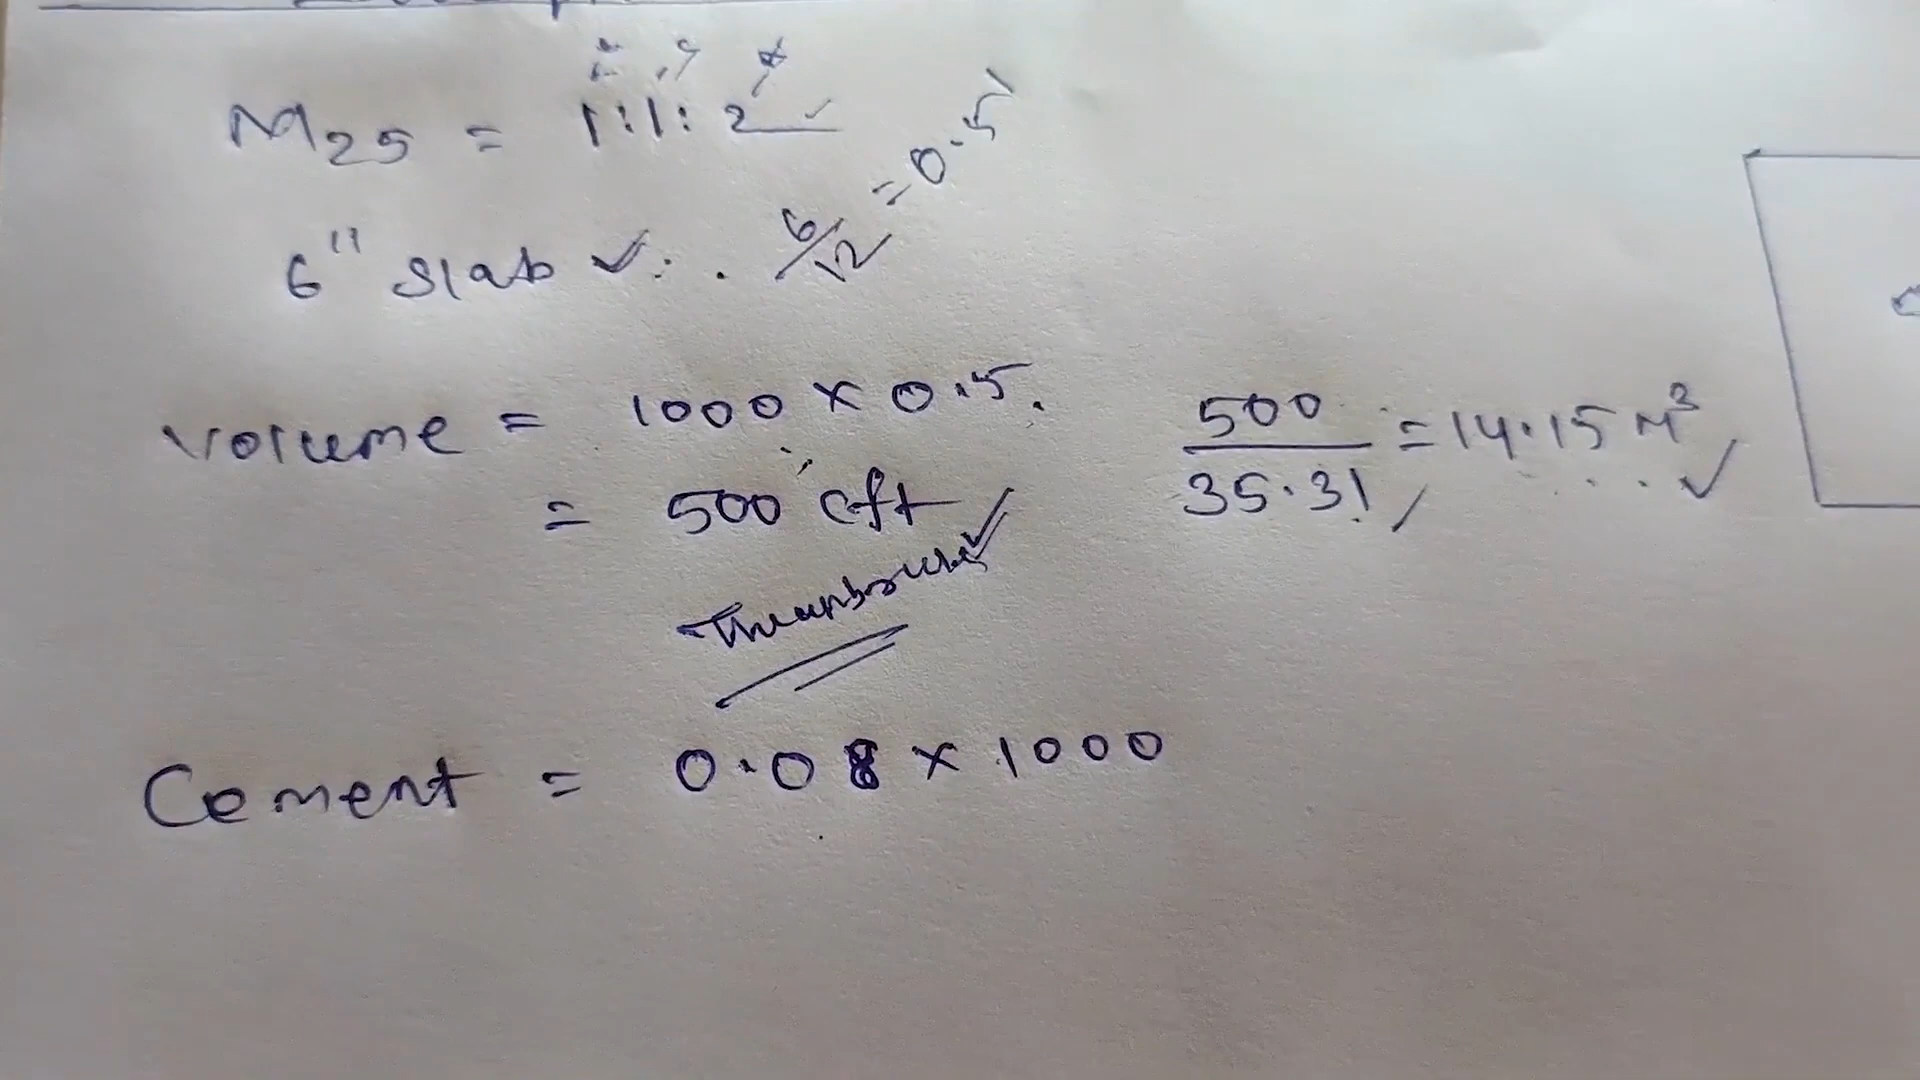 M25 = 1:1:2
6" Slab
6/12 = 0.5
Volume = 1000 x 0.5
= 500 cft
500/35.31 = 14.15 M³
Cement = 0.08 x 1000